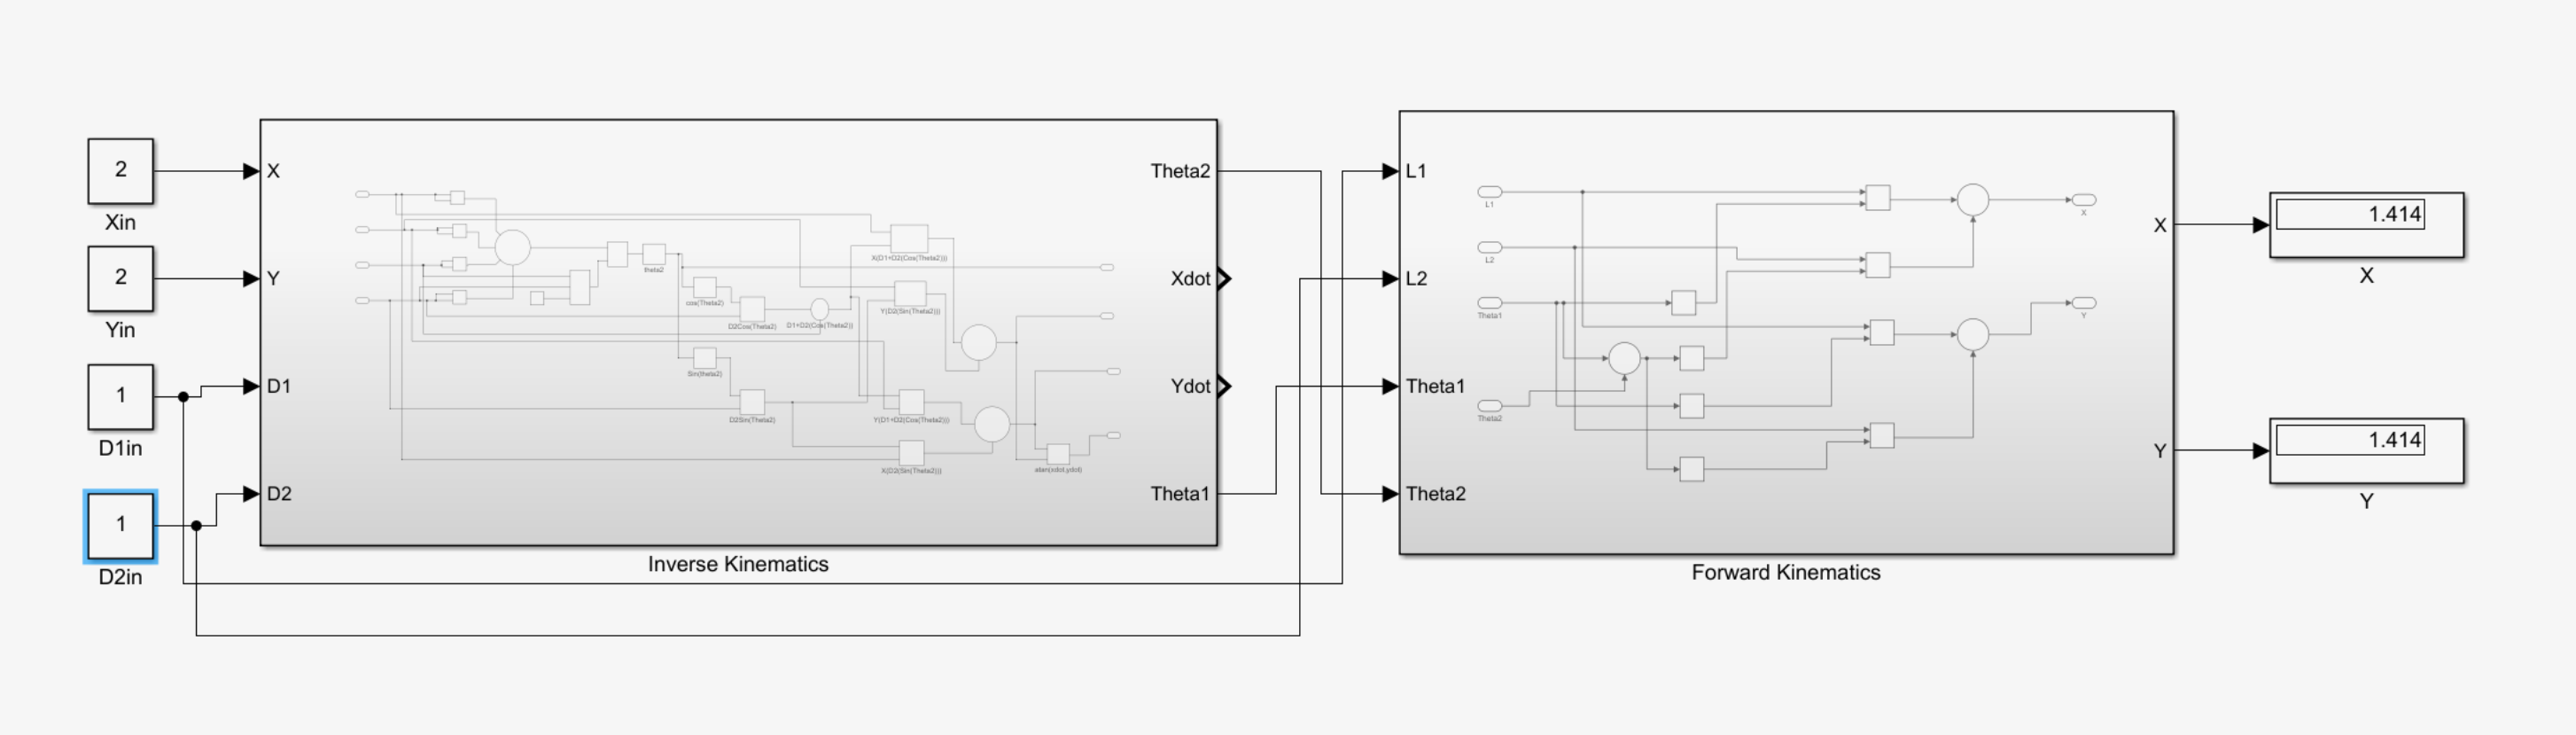 2
Xin
2
Yin
1
D1in
1
D2in
X
Y
D1
D2
theta2
cos(Theta2)
D2Cos(Theta2)
D1+D2(Cos(Theta2))
Sin(theta2)
D2Sin(Theta2)
X(D1+D2(Cos(Theta2)))
Y(D2(Sin(Theta2)))
Y(D1+D2(Cos(Theta2)))
X(D2(Sin(Theta2)))
atan(xdot,ydot)
Theta2
Xdot
Ydot
Theta1
Inverse Kinematics
L1
L2
Theta1
Theta2
L1
L2
Theta1
Theta2
X
Y
X
Y
Forward Kinematics
1.414
X
1.414
Y